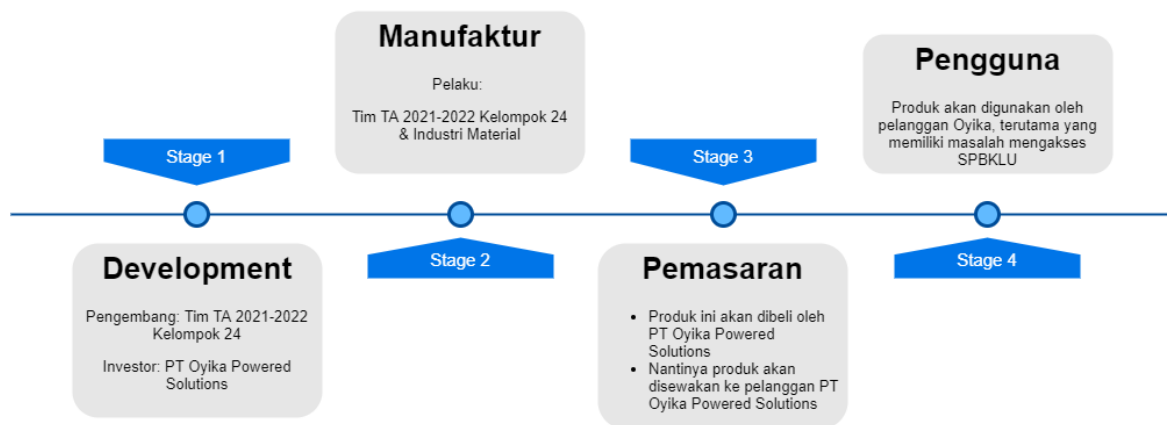 Stage 1
Development
Pengembang: Tim TA 2021-2022
Kelompok 24
Investor: PT Oyika Powered
Solutions
Manufaktur
Pelaku:
Tim TA 2021-2022 Kelompok 24
& Industri Material
Stage 2
Stage 3
Pemasaran
• Produk ini akan dibeli oleh
PT Oyika Powered
Solutions
• Nantinya produk akan
disewakan ke pelanggan PT
Oyika Powered Solutions
Pengguna
Produk akan digunakan oleh
pelanggan Oyika, terutama yang
memiliki masalah mengakses
SPBKLU
Stage 4